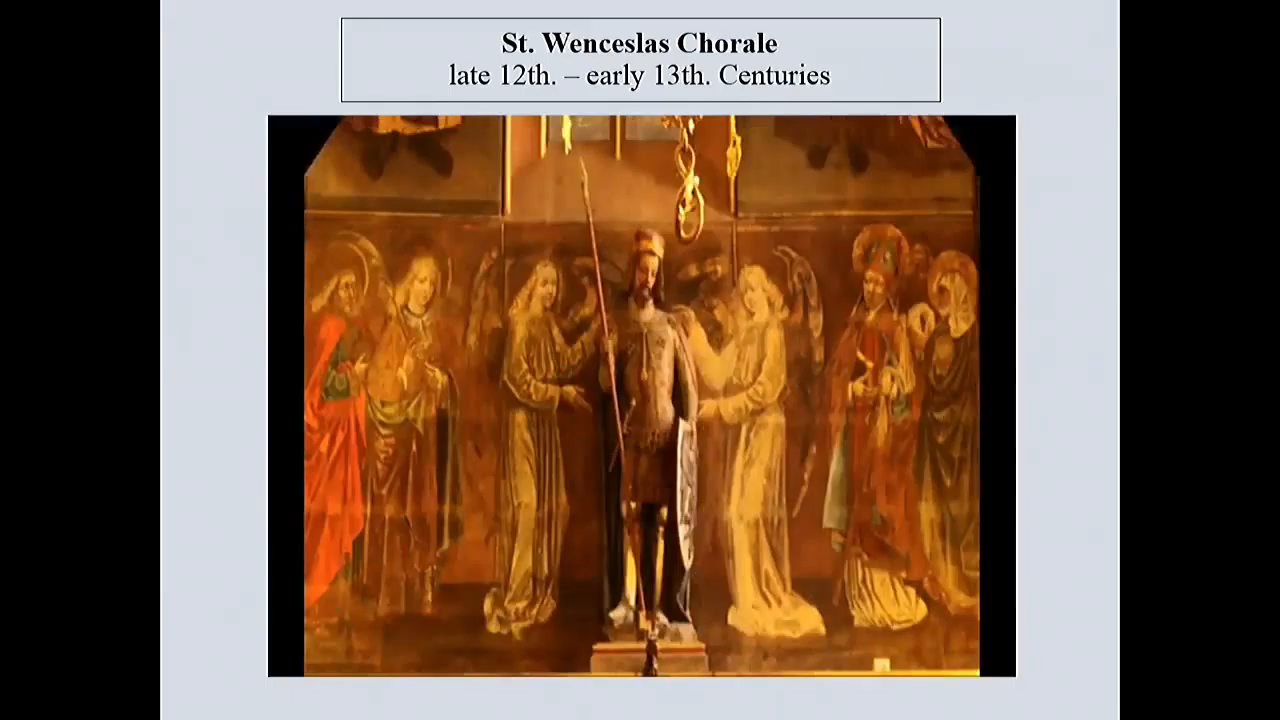 St. Wenceslas Chorale
late 12th. – early 13th. Centuries